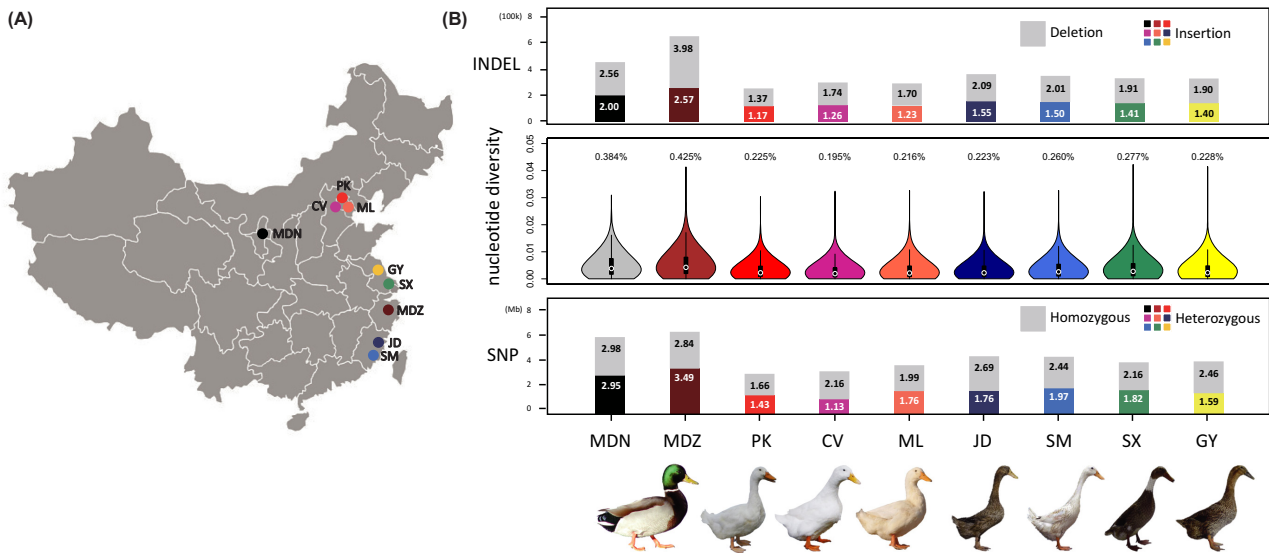 (A)
PK
CV
ML
MDN
GY
SX
MDZ
JD
SM
(B)
INDEL
(100k)
8
6
4
2
0
Deletion
Insertion
2.56
3.98
1.37
1.74
1.70
2.09
2.01
1.91
1.90
2.00
2.57
1.17
1.26
1.23
1.55
1.50
1.41
1.40
nucleotide diversity
0.05
0.04
0.03
0.02
0.01
0.00
0.384%
0.425%
0.225%
0.195%
0.216%
0.223%
0.260%
0.277%
0.228%
SNP
(Mb)
8
6
4
2
0
Homozygous
Heterozygous
2.98
2.84
1.66
2.16
1.99
2.69
2.44
2.16
2.46
2.95
3.49
1.43
1.13
1.76
1.76
1.97
1.82
1.59
MDN
MDZ
PK
CV
ML
JD
SM
SX
GY